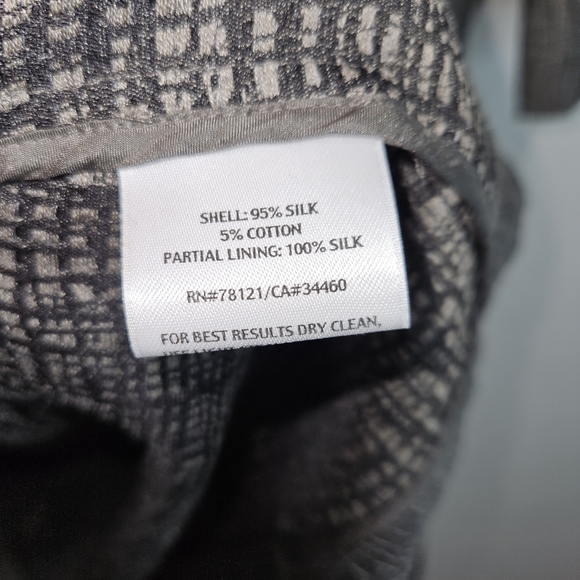 SHELL: 95% SILK
5% COTTON
PARTIAL LINING: 100% SILK
RN#78121/CA#34460
FOR BEST RESULTS DRY CLEAN,